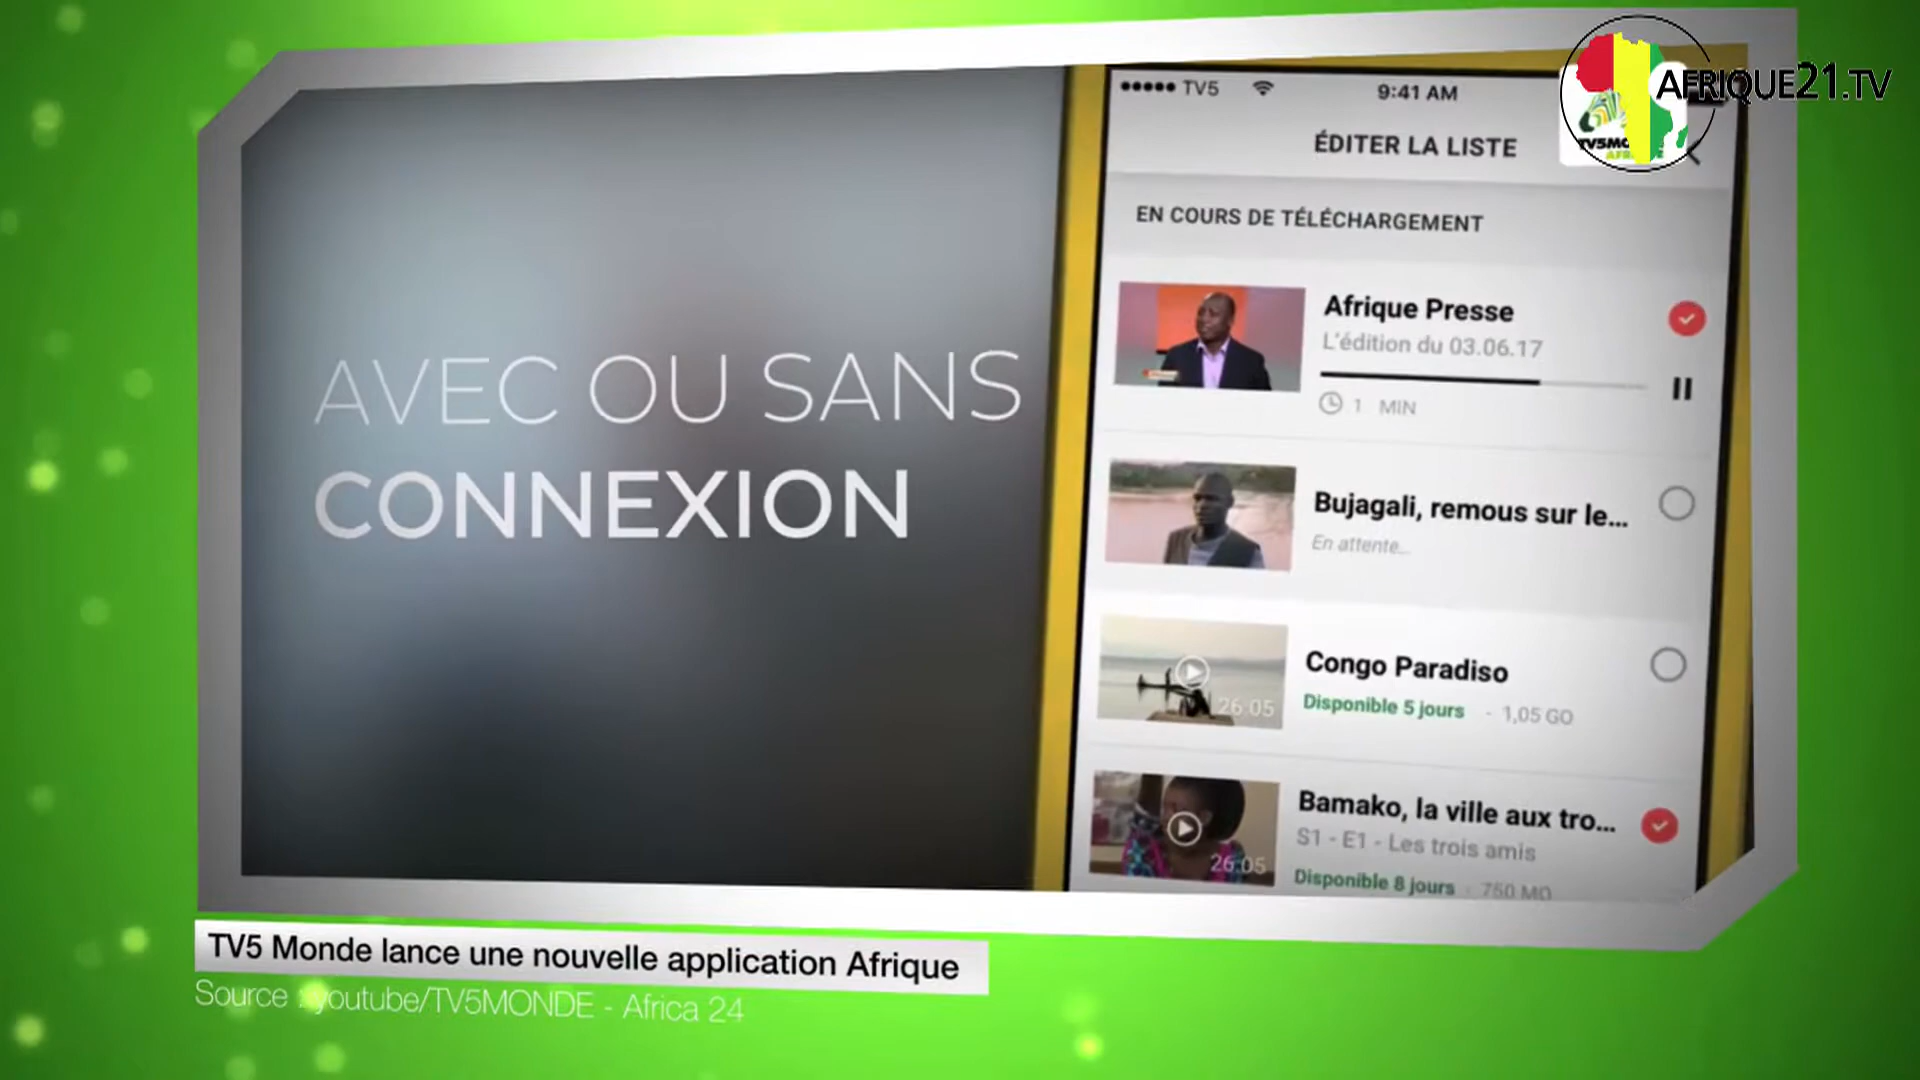 AFRIQUE21.TV
TV5
9:41 AM
ÉDITER LA LISTE
EN COURS DE TÉLÉCHARGEMENT
AVEC OU SANS
CONNEXION
Afrique Presse
L'édition du 03.06.17
1 MIN
Bujagali, remous sur le...
En attente...
Congo Paradiso
26:05
Disponible 5 jours - 1,05 GO
Bamako, la ville aux tro...
S1 - E1 - Les trois amis
26:05
Disponible 8 jours - 750 MO
TV5 Monde lance une nouvelle application Afrique
Source : youtube/TV5MONDE - Africa 24